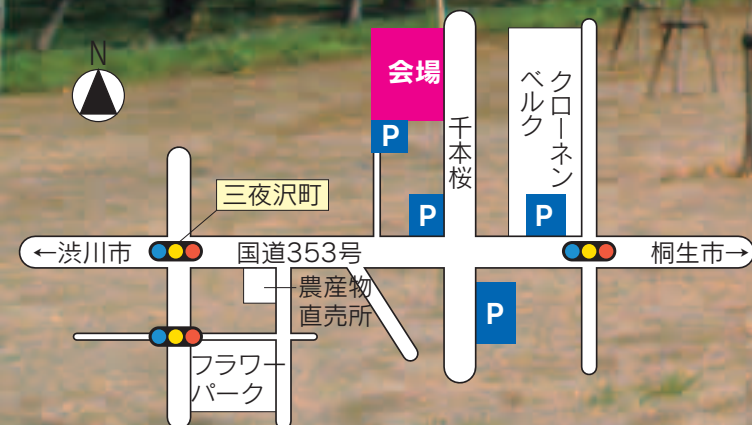 N
会場
P
千本桜
クローネン
ベルク
三夜沢町
P
P
←渋川市
国道353号
桐生市→
農産物
直売所
P
フラワー
パーク